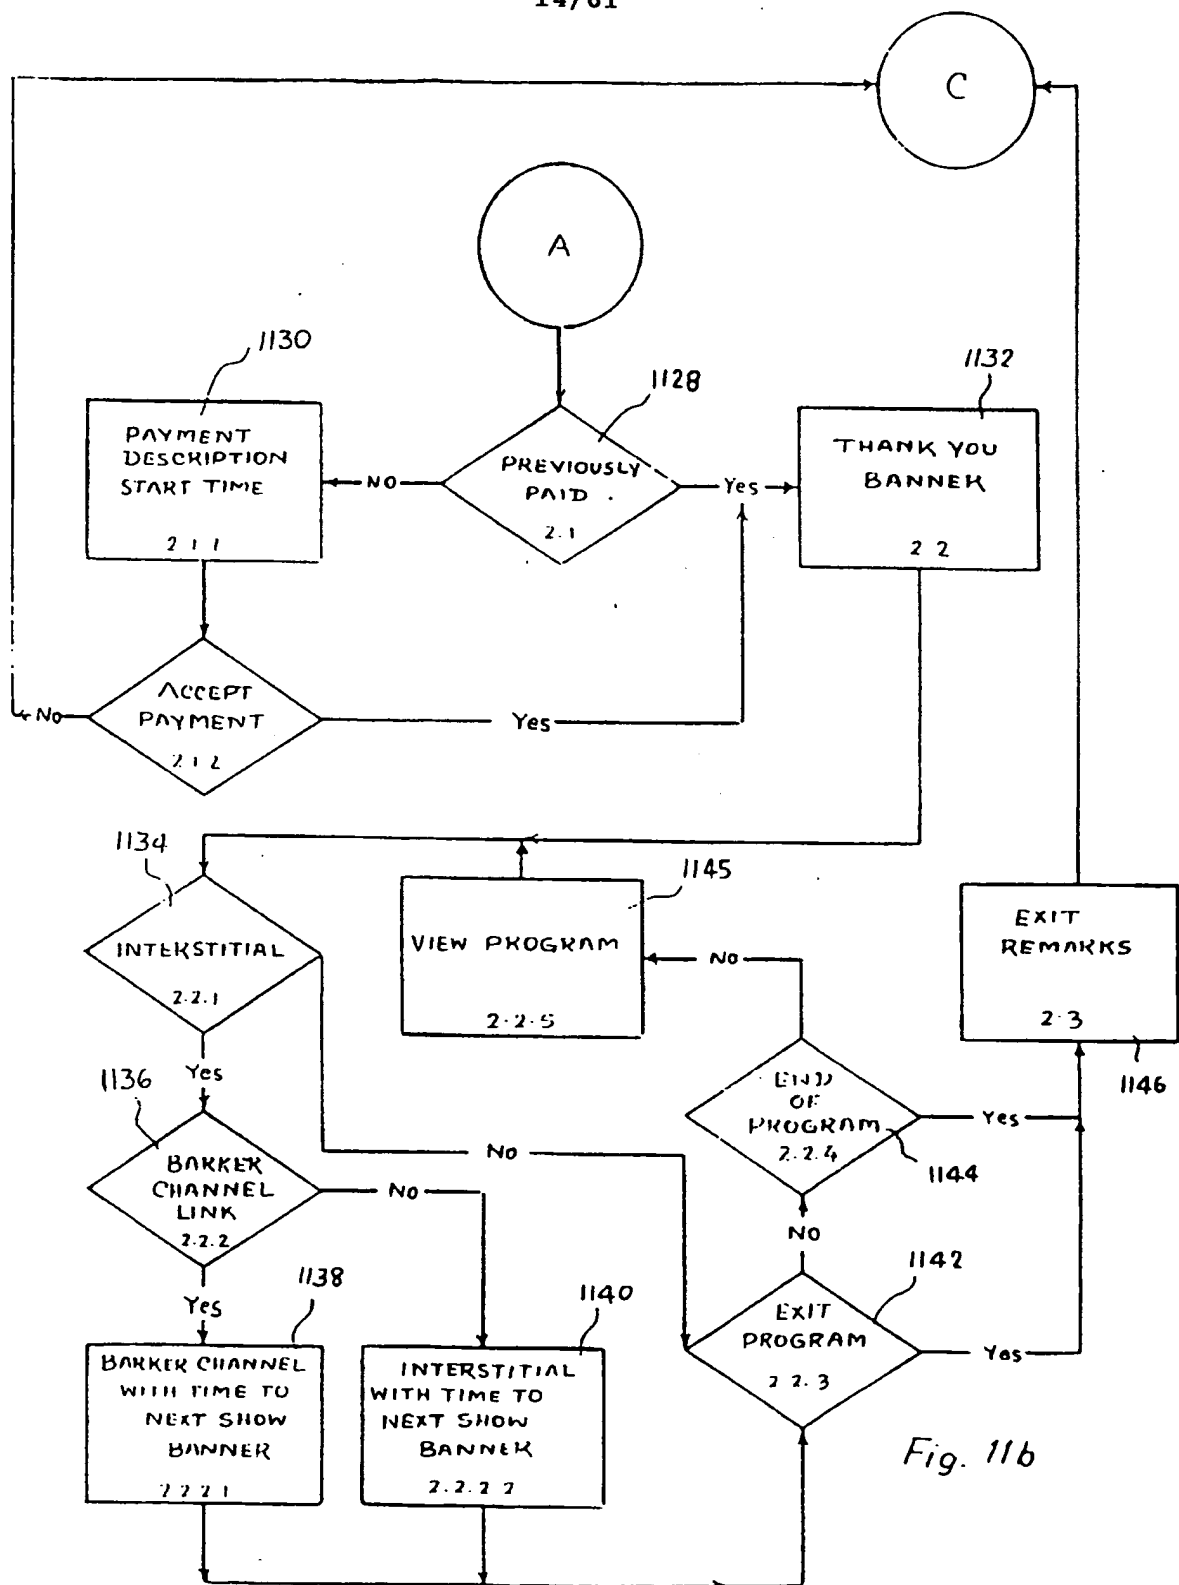 14/61
C
A
1130
1128
1132
PAYMENT
DESCRIPTION
START TIME
2 1 1
NO
PREVIOUSLY
PAID
2.1
Yes
THANK YOU
BANNER
2 2
ACCEPT
PAYMENT
2 1 2
No
Yes
1134
1145
INTERSTITIAL
2.2.1
VIEW PROGRAM
2.2.5
No
EXIT
REMARKS
2.3
1146
Yes
1136
BARKER
CHANNEL
LINK
2.2.2
No
No
END
OF
PROGRAM
2.2.4
Yes
1144
NO
Yes
1138
1140
1142
BARKER CHANNEL
WITH TIME TO
NEXT SHOW
BANNER
2 2 2 1
INTERSTITIAL
WITH TIME TO
NEXT SHOW
BANNER
2.2.2 2
EXIT
PROGRAM
2 2.3
Yes
Fig. 11b